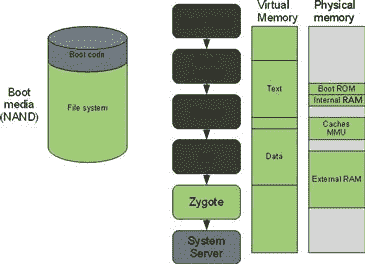 Boot
media
(NAND)
Boot code
File system
Zygote
System
Server
Virtual
Memory
Text
Data
Physical
memory
Boot ROM
Internal RAM
Caches
MMU
External RAM